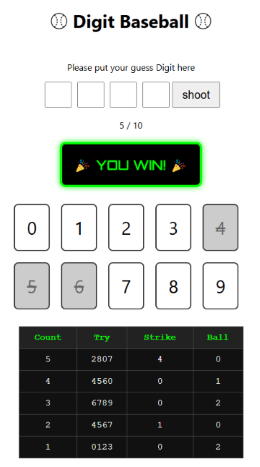 ⚾ Digit Baseball ⚾
Please put your guess Digit here
shoot
5 / 10
🎉 YOU WIN! 🎉
0 1 2 3 4
5 6 7 8 9
Count Try Strike Ball
5 2807 4 0
4 4560 0 1
3 6789 0 2
2 4567 1 0
1 0123 0 2